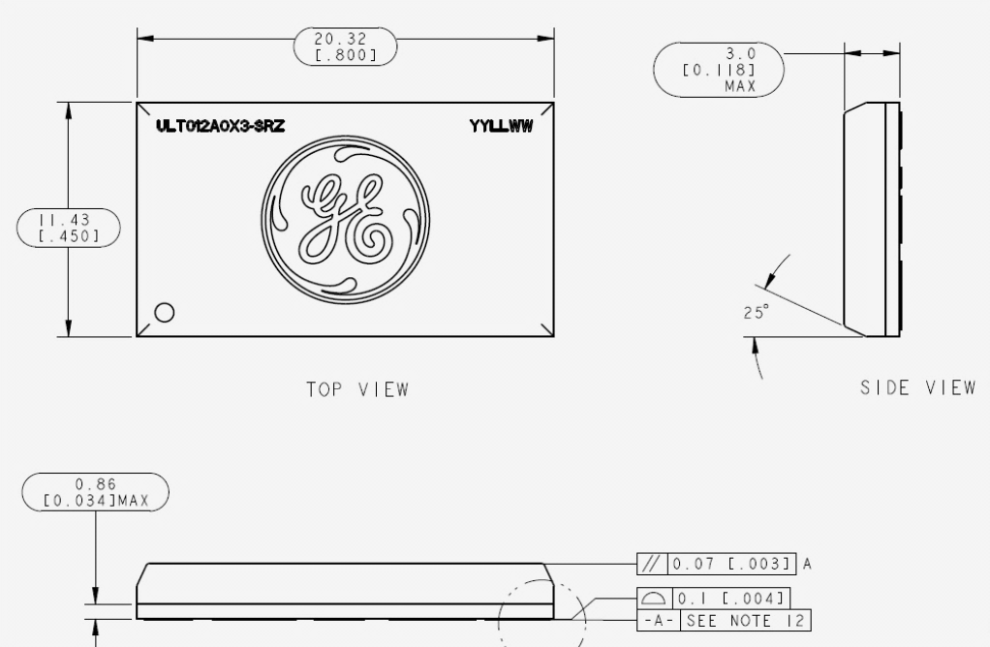 20.32
[.800]
3.0
[0.118]
MAX
ULT012A0X3-SRZ
YYLLWW
GE
11.43
[.450]
25°
TOP VIEW
SIDE VIEW
0.86
[0.034]MAX
// 0.07 [.003] A
⌓ 0.1 [.004]
-A- SEE NOTE 12